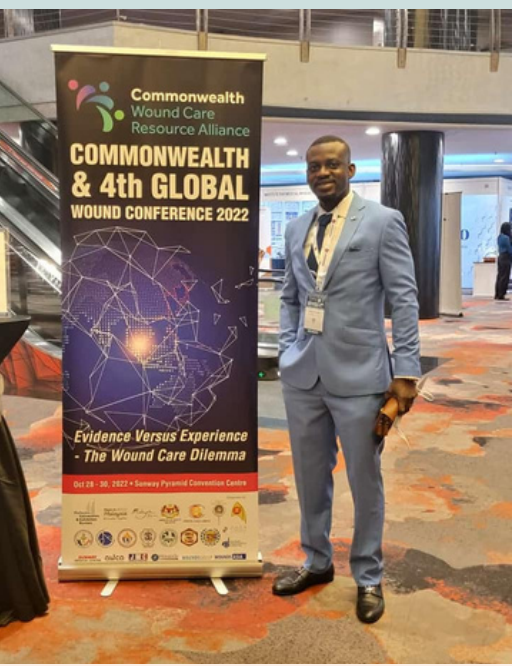 Commonwealth
Wound Care
Resource Alliance
COMMONWEALTH
& 4th GLOBAL
WOUND CONFERENCE 2022
Evidence Versus Experience
- The Wound Care Dilemma
Oct 28 - 30, 2022 • Sunway Pyramid Convention Centre